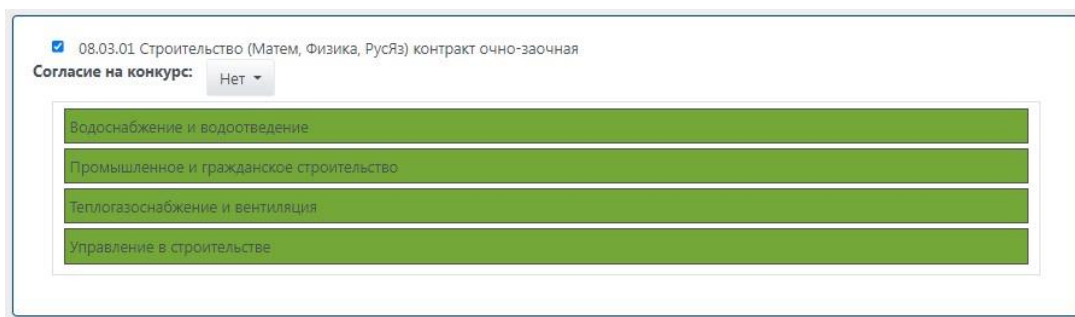 08.03.01 Строительство (Матем, Физика, РусЯз) контракт очно-заочная
Согласие на конкурс: Нет
Водоснабжение и водоотведение
Промышленное и гражданское строительство
Теплогазоснабжение и вентиляция
Управление в строительстве